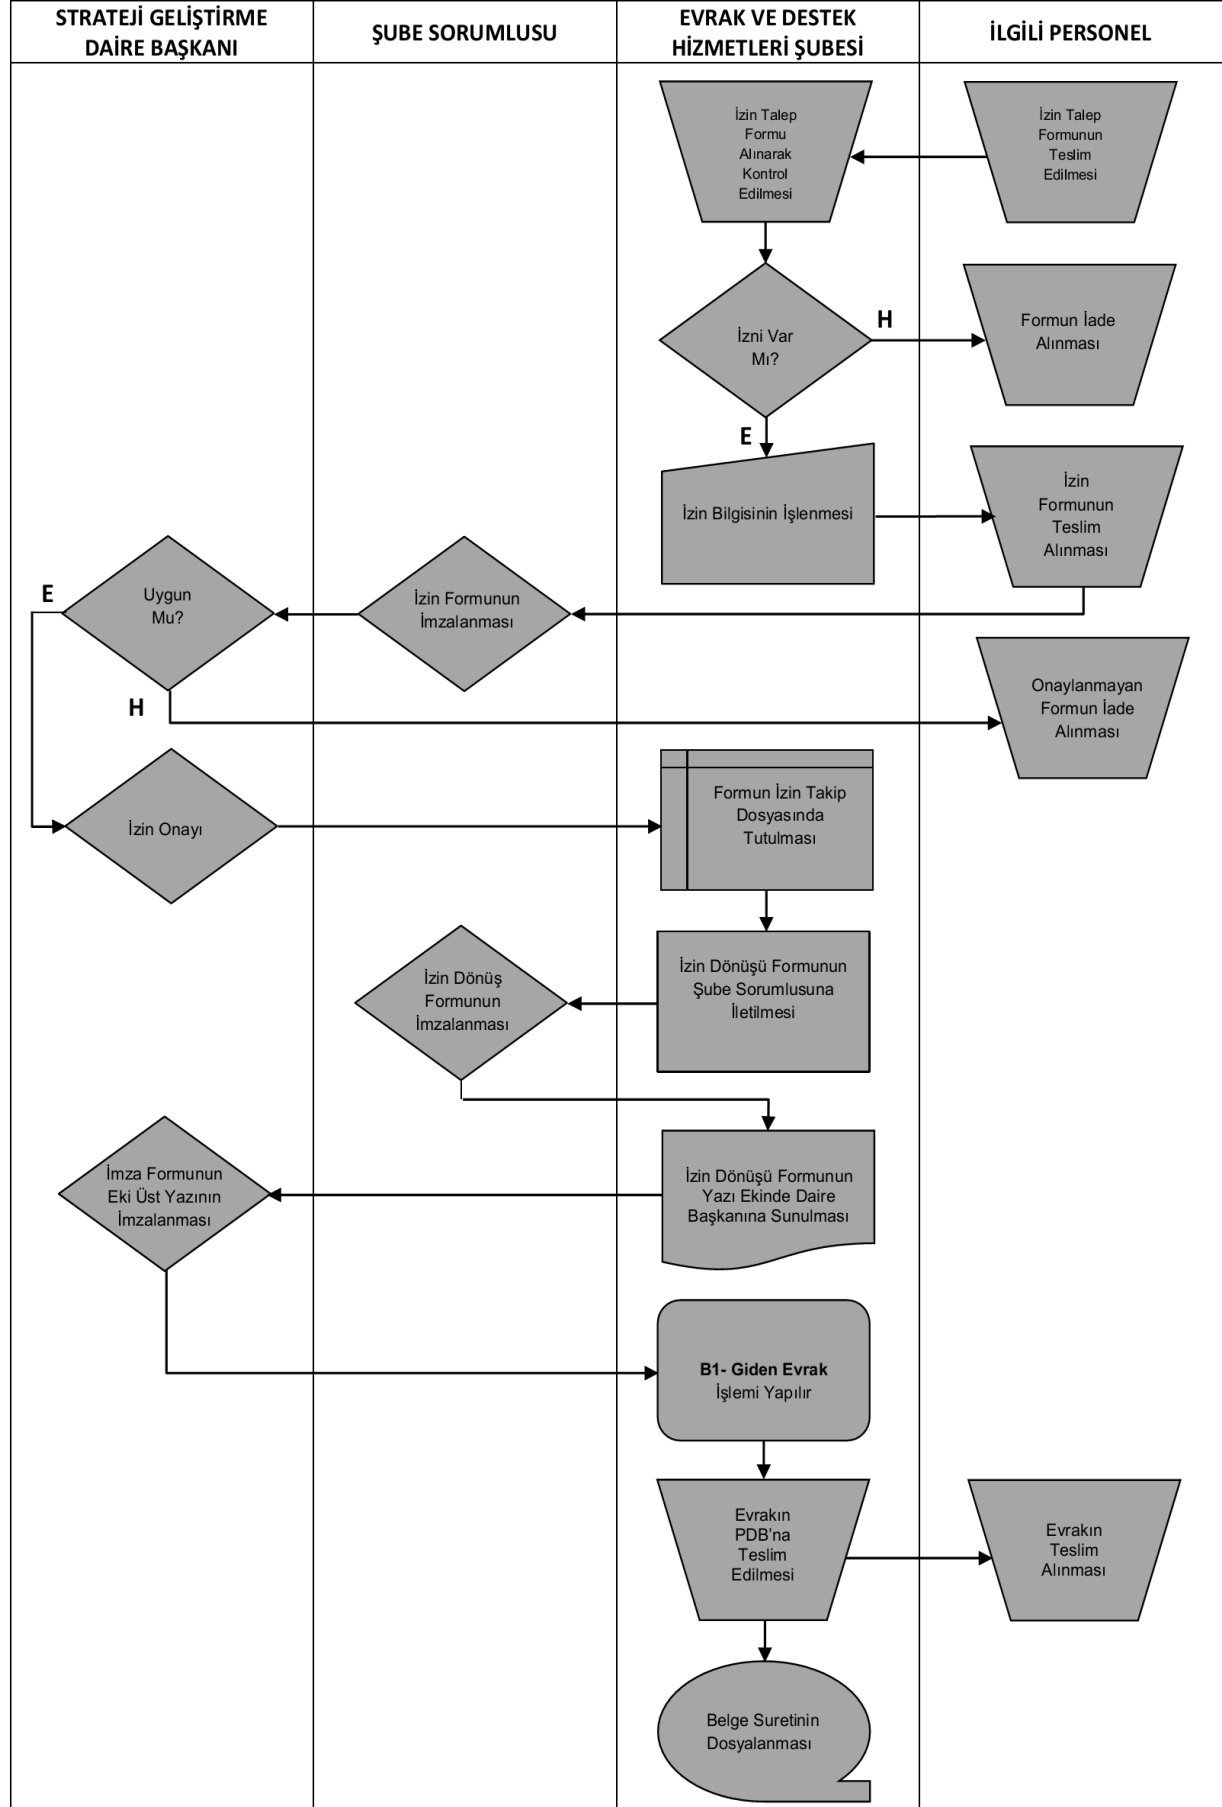 STRATEJİ GELİŞTİRME
DAİRE BAŞKANI
ŞUBE SORUMLUSU
EVRAK VE DESTEK
HİZMETLERİ ŞUBESİ
İLGİLİ PERSONEL
İzin Talep
Formu
Alınarak
Kontrol
Edilmesi
İzin Talep
Formunun
Teslim
Edilmesi
İzni Var
Mı?
H
Formun İade
Alınması
E
İzin Bilgisinin İşlenmesi
İzin
Formunun
Teslim
Alınması
İzin Formunun
İmzalanması
Uygun
Mu?
E
H
Onaylanmayan
Formun İade
Alınması
İzin Onayı
Formun İzin Takip
Dosyasında
Tutulması
İzin Dönüşü Formunun
Şube Sorumlusuna
İletilmesi
İzin Dönüş
Formunun
İmzalanması
İzin Dönüşü Formunun
Yazı Ekinde Daire
Başkanına Sunulması
İmza Formunun
Eki Üst Yazının
İmzalanması
B1- Giden Evrak
İşlemi Yapılır
Evrakın
PDB'na
Teslim
Edilmesi
Evrakın
Teslim
Alınması
Belge Suretinin
Dosyalanması